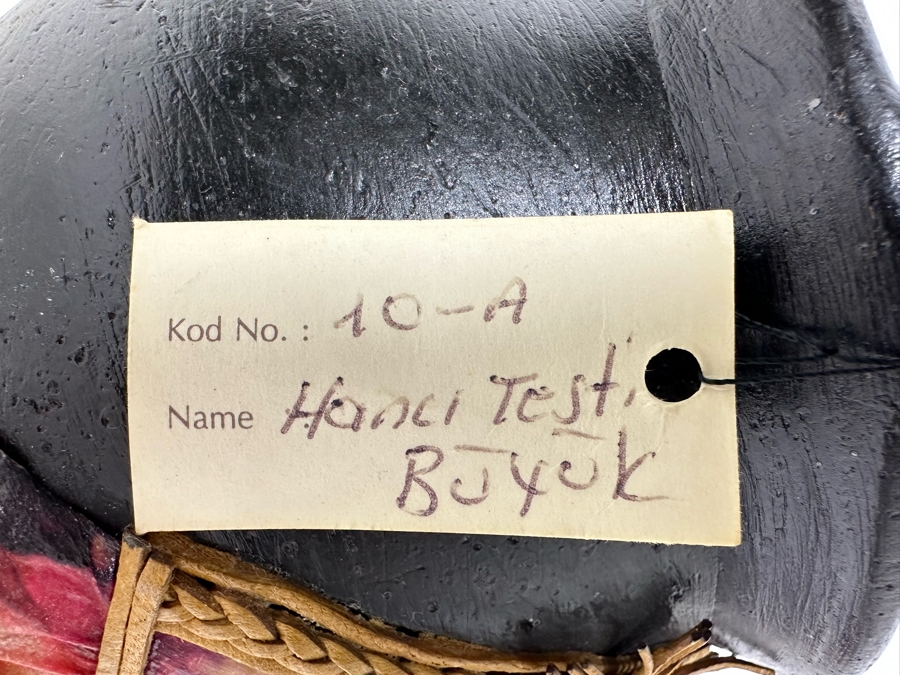 Kod No. : 10-A
Name Hancı Testi
Büyük